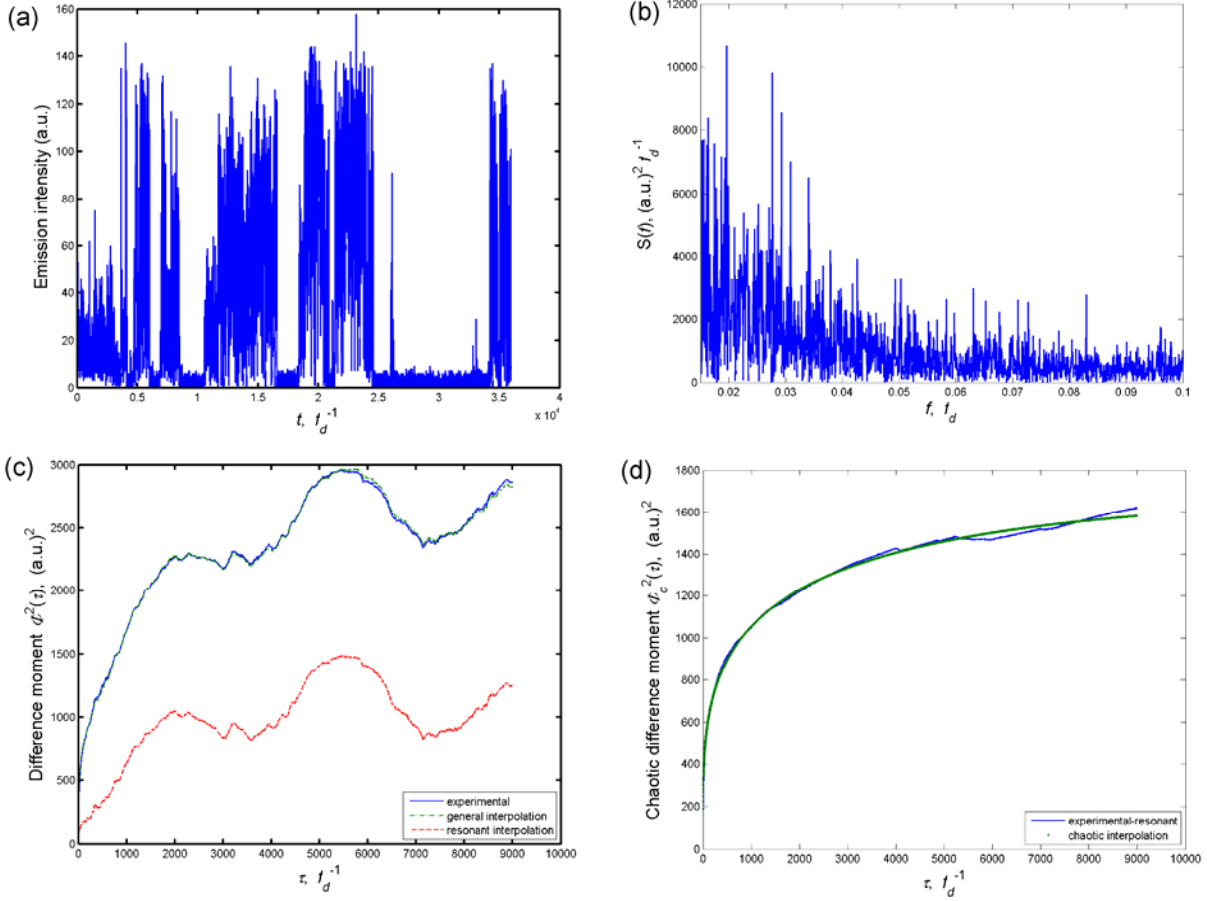 (a)
Emission intensity (a.u.)
160
140
120
100
80
60
40
20
0
0 0.5 1 1.5 2 2.5 3 3.5 4
x 10⁴
t, f_d⁻¹
(b)
S(f), (a.u.)² f_d⁻¹
12000
10000
8000
6000
4000
2000
0
0.02 0.03 0.04 0.05 0.06 0.07 0.08 0.09 0.1
f, f_d
(c)
Difference moment Φ²(τ), (a.u.)²
3000
2500
2000
1500
1000
500
0
0 1000 2000 3000 4000 5000 6000 7000 8000 9000 10000
τ, f_d⁻¹
experimental
general interpolation
resonant interpolation
(d)
Chaotic difference moment Φ_c²(τ), (a.u.)²
1800
1600
1400
1200
1000
800
600
400
200
0
0 1000 2000 3000 4000 5000 6000 7000 8000 9000 10000
τ, f_d⁻¹
experimental-resonant
chaotic interpolation